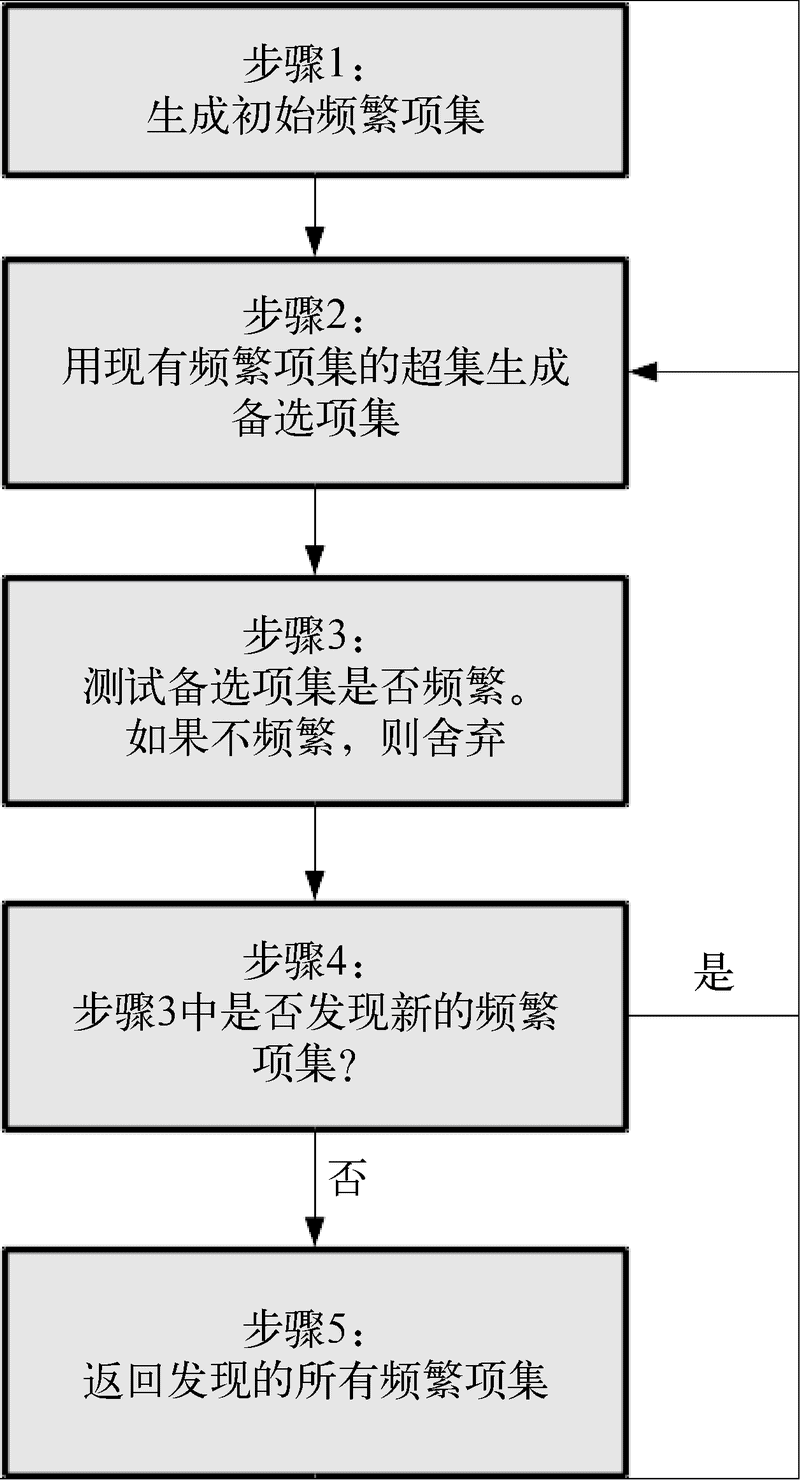 步骤1：
生成初始频繁项集
步骤2：
用现有频繁项集的超集生成
备选项集
步骤3：
测试备选项集是否频繁。
如果不频繁，则舍弃
步骤4：
步骤3中是否发现新的频繁
项集?
是
否
步骤5：
返回发现的所有频繁项集